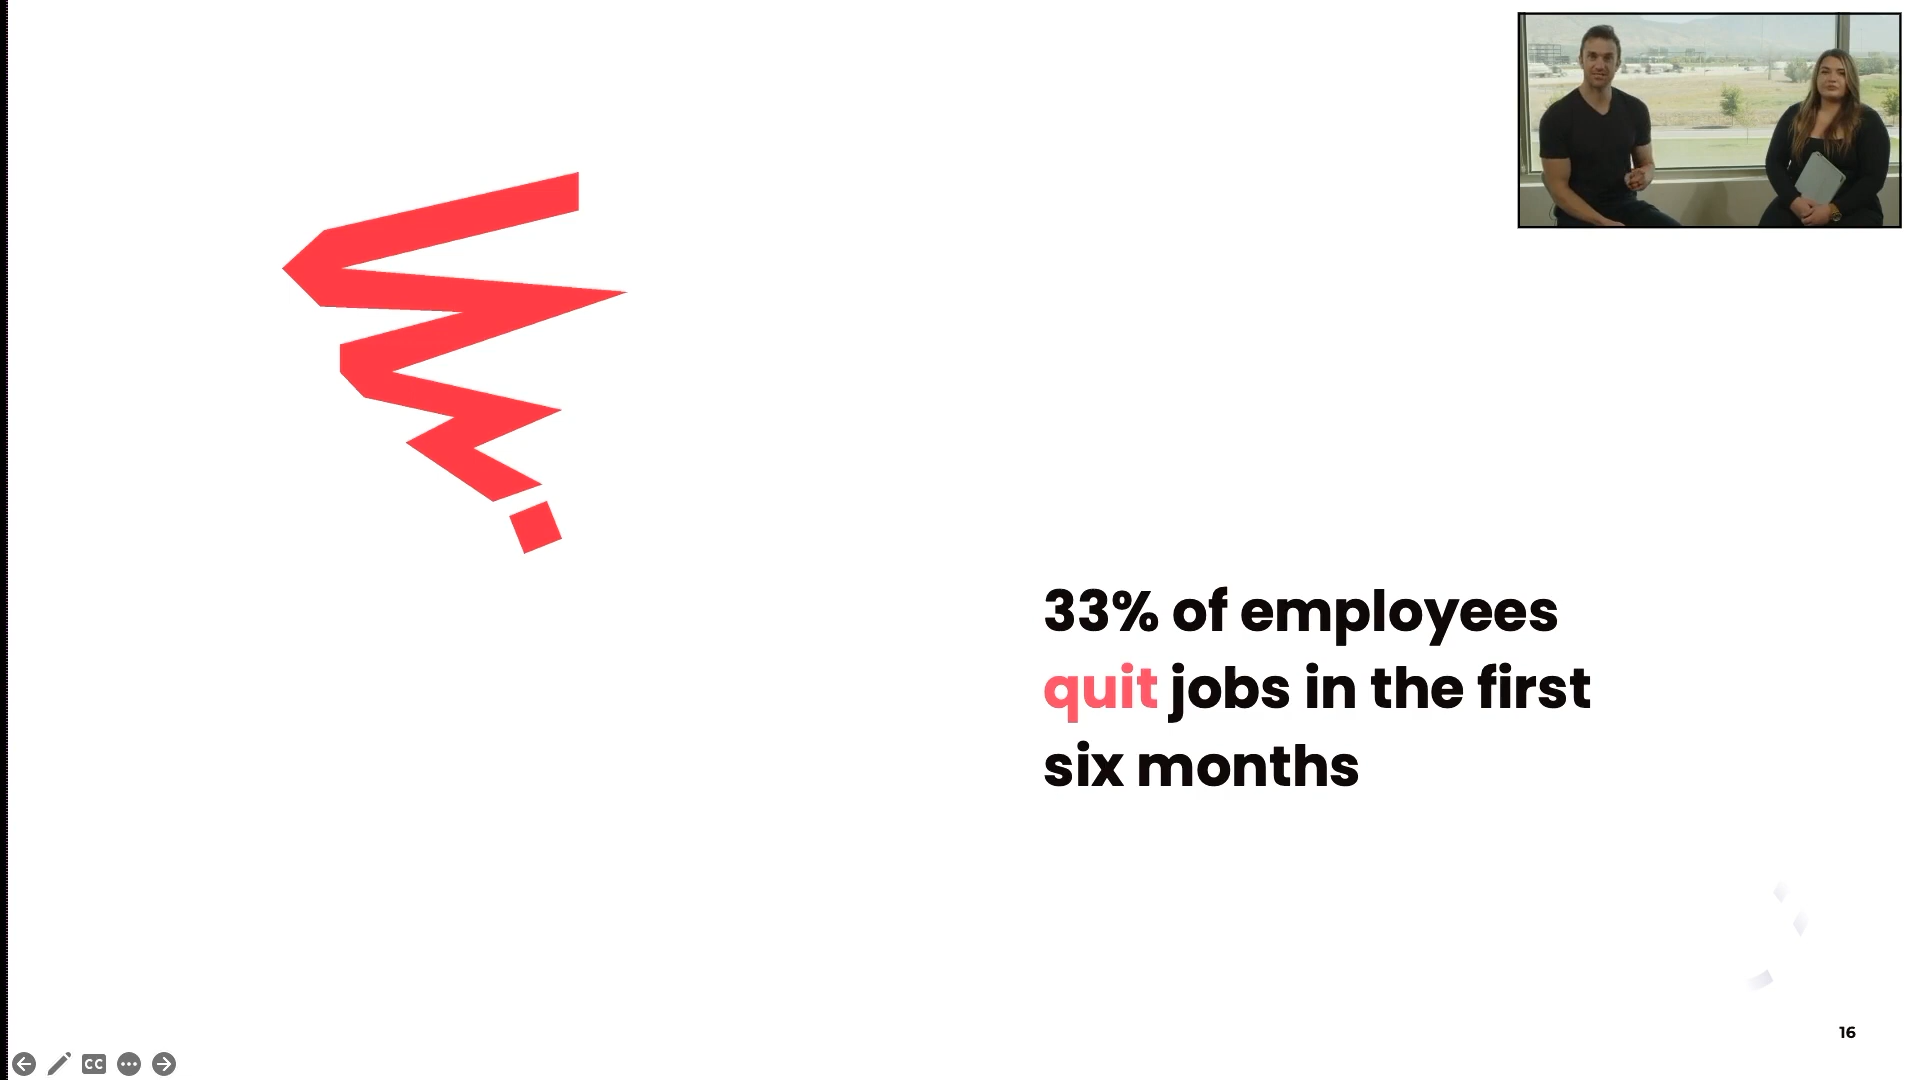 33% of employees
quit jobs in the first
six months
16
CC